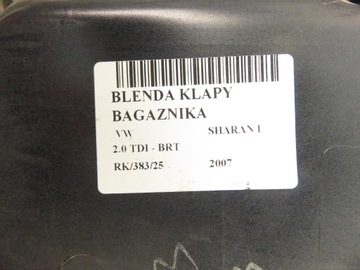 BLENDA KLAPY
BAGAZNIKA
VW SHARAN I
2.0 TDI - BRT
RK/383/25 2007